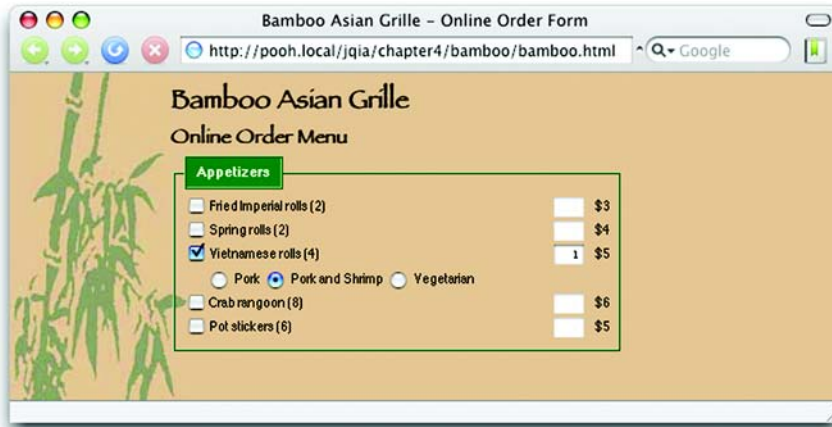 Bamboo Asian Grille – Online Order Form
http://pooh.local/jqia/chapter4/bamboo/bamboo.html Google
Bamboo Asian Grille
Online Order Menu
Appetizers
Fried Imperial rolls (2) $3
Spring rolls (2) $4
Vietnamese rolls (4) 1 $5
Pork Pork and Shrimp Vegetarian
Crab rangoon (8) $6
Pot stickers (6) $5